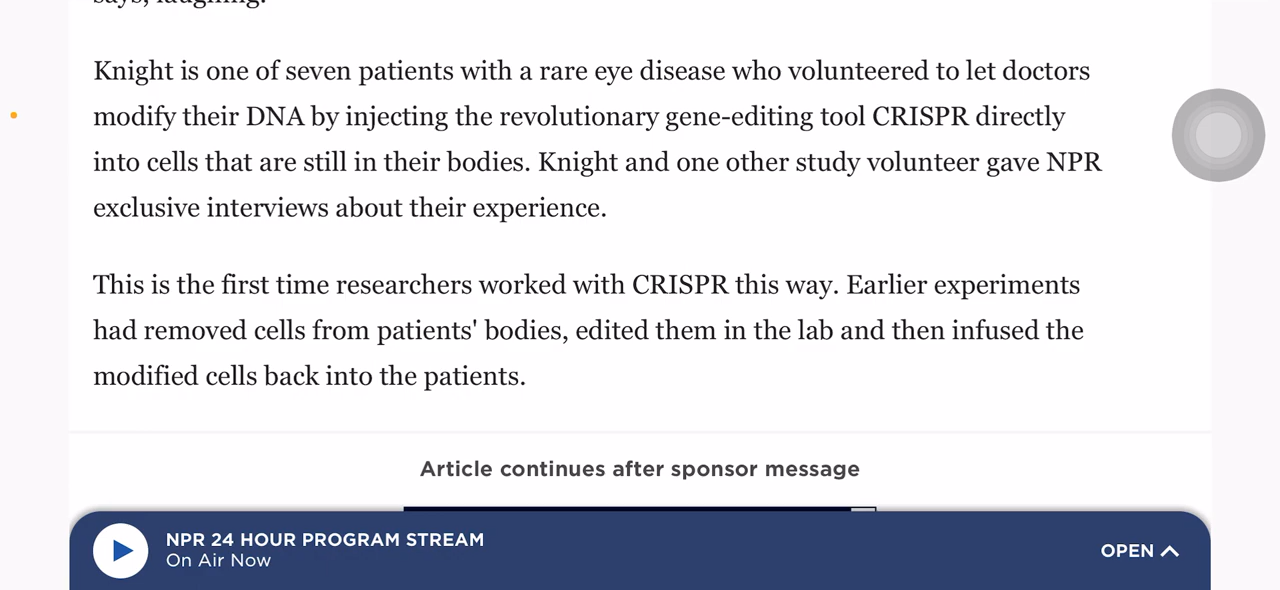 says, laughing.
Knight is one of seven patients with a rare eye disease who volunteered to let doctors
modify their DNA by injecting the revolutionary gene-editing tool CRISPR directly
into cells that are still in their bodies. Knight and one other study volunteer gave NPR
exclusive interviews about their experience.
This is the first time researchers worked with CRISPR this way. Earlier experiments
had removed cells from patients' bodies, edited them in the lab and then infused the
modified cells back into the patients.
Article continues after sponsor message
NPR 24 HOUR PROGRAM STREAM
On Air Now
OPEN